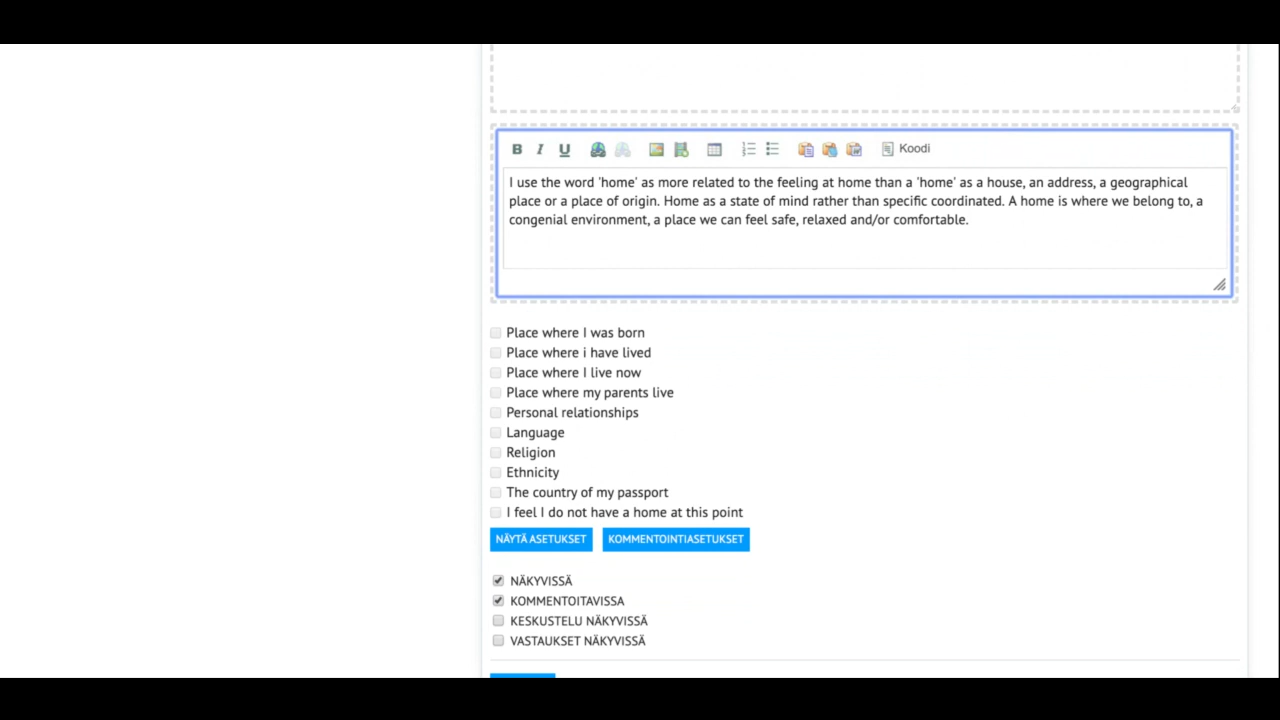 B I U Koodi
I use the word 'home' as more related to the feeling at home than a 'home' as a house, an address, a geographical
place or a place of origin. Home as a state of mind rather than specific coordinated. A home is where we belong to, a
congenial environment, a place we can feel safe, relaxed and/or comfortable.
Place where I was born
Place where i have lived
Place where I live now
Place where my parents live
Personal relationships
Language
Religion
Ethnicity
The country of my passport
I feel I do not have a home at this point
NÄYTÄ ASETUKSET KOMMENTOINTIASETUKSET
NÄKYVISSÄ
KOMMENTOITAVISSA
KESKUSTELU NÄKYVISSÄ
VASTAUKSET NÄKYVISSÄ